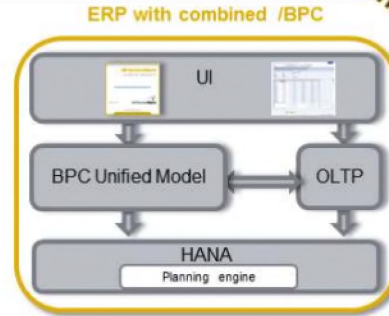 ERP with combined /BPC
UI
BPC Unified Model
OLTP
HANA
Planning engine